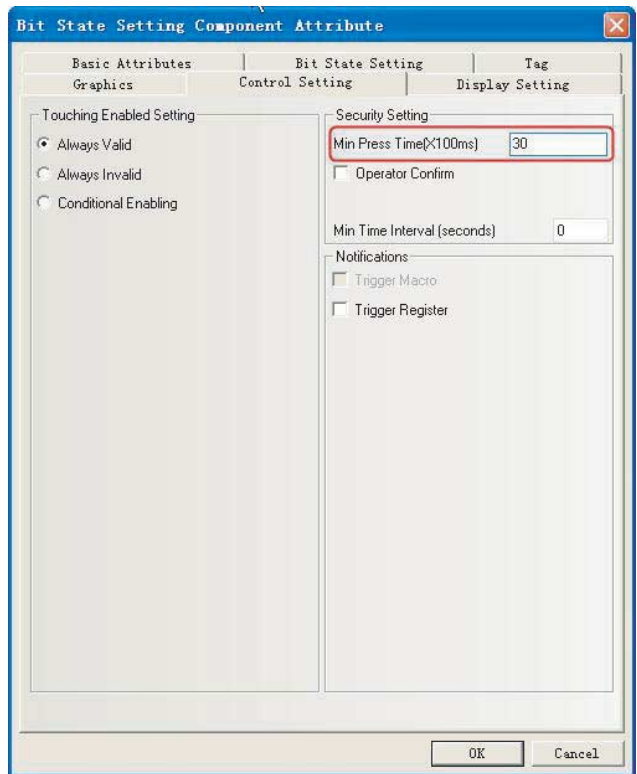 Bit State Setting Component Attribute
Basic Attributes Bit State Setting Tag
Graphics Control Setting Display Setting
Touching Enabled Setting
Always Valid
Always Invalid
Conditional Enabling
Security Setting
Min Press Time(X100ms) 30
Operator Confirm
Min Time Interval (seconds) 0
Notifications
Trigger Macro
Trigger Register
OK Cancel